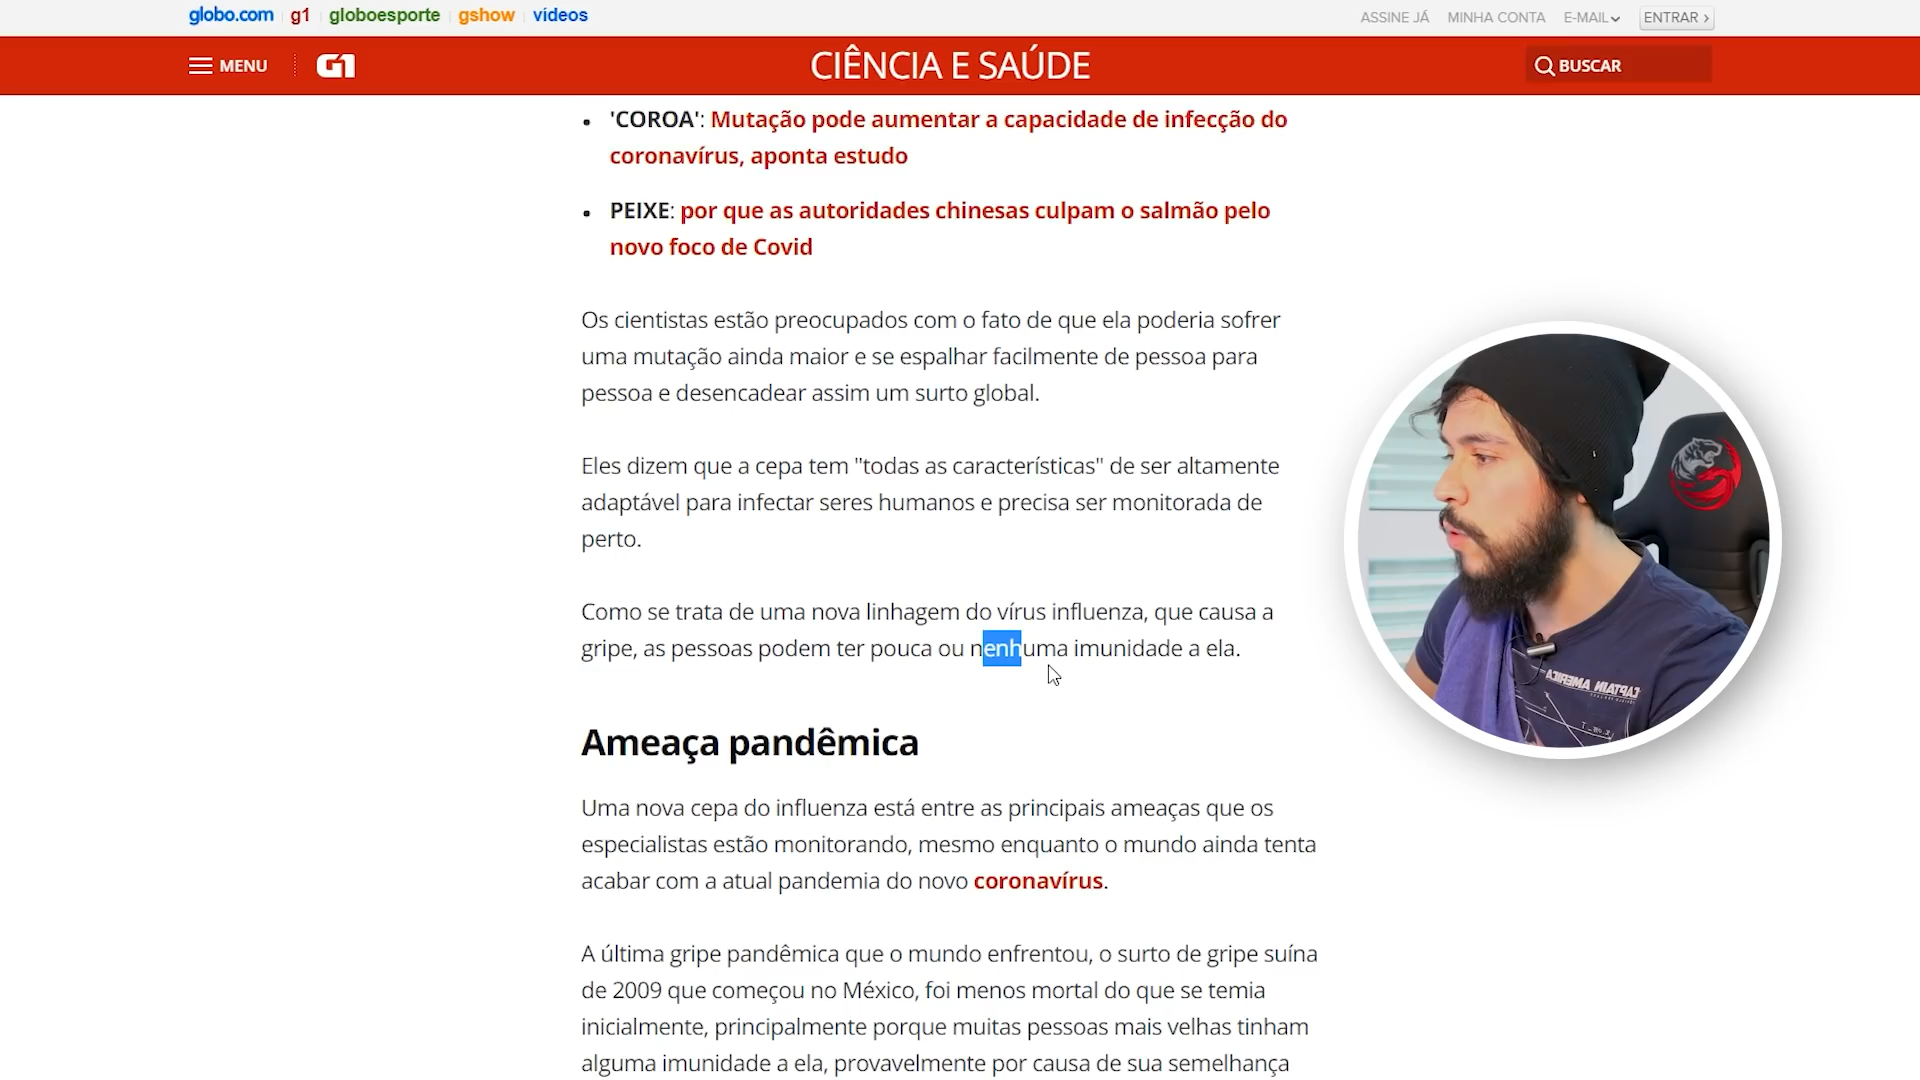 globo.com g1 globoesporte gshow vídeos ASSINE JÁ MINHA CONTA E-MAIL ENTRAR ›
MENU G1 CIÊNCIA E SAÚDE BUSCAR
• 'COROA': Mutação pode aumentar a capacidade de infecção do
coronavírus, aponta estudo
• PEIXE: por que as autoridades chinesas culpam o salmão pelo
novo foco de Covid
Os cientistas estão preocupados com o fato de que ela poderia sofrer
uma mutação ainda maior e se espalhar facilmente de pessoa para
pessoa e desencadear assim um surto global.
Eles dizem que a cepa tem "todas as características" de ser altamente
adaptável para infectar seres humanos e precisa ser monitorada de
perto.
Como se trata de uma nova linhagem do vírus influenza, que causa a
gripe, as pessoas podem ter pouca ou nenhuma imunidade a ela.
CAPTAIN AMERICA
Ameaça pandêmica
Uma nova cepa do influenza está entre as principais ameaças que os
especialistas estão monitorando, mesmo enquanto o mundo ainda tenta
acabar com a atual pandemia do novo coronavírus.
A última gripe pandêmica que o mundo enfrentou, o surto de gripe suína
de 2009 que começou no México, foi menos mortal do que se temia
inicialmente, principalmente porque muitas pessoas mais velhas tinham
alguma imunidade a ela, provavelmente por causa de sua semelhança